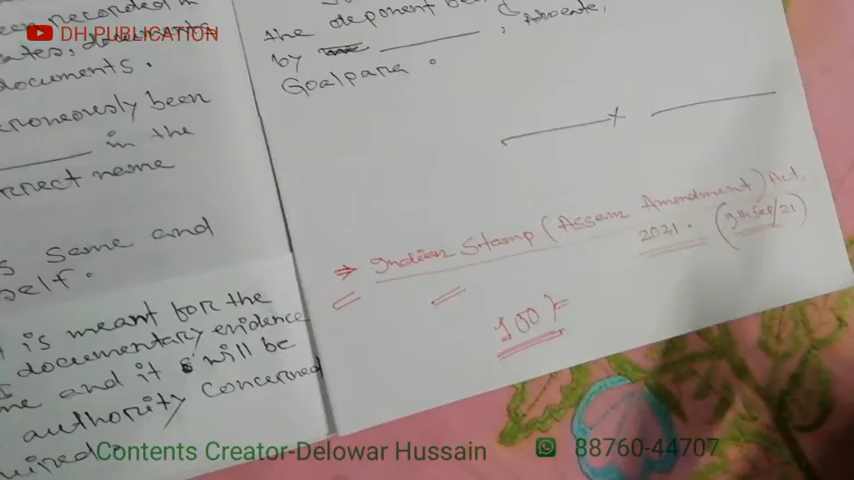 DH PUBLICATION
documents.
been
in the
name
s same and
self.
is meant for the
documentary evidence
me and it will be
authority concerned
the deponent
by ________ ; Advocate,
Goalpara.
⇒ Indian Stamp (Assam Amendment) Act,
2021. (9th Sep/21)
100/-
Contents Creator-Delowar Hussain 88760-44707